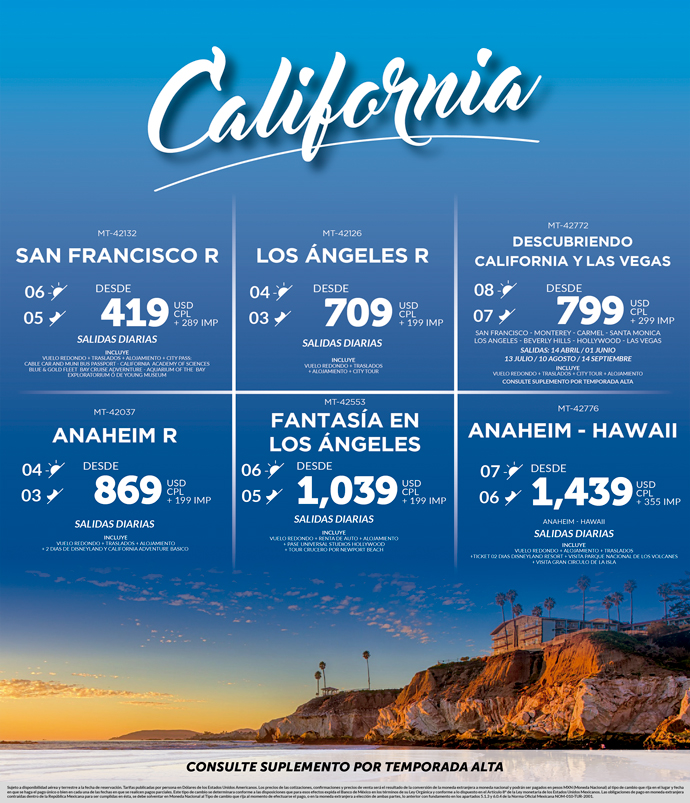 California
MT-42132
SAN FRANCISCO R
06
05
DESDE
419
USD
CPL
+ 289 IMP
SALIDAS DIARIAS
INCLUYE
VUELO REDONDO + TRASLADOS + ALOJAMIENTO + CITY PASS:
CABLE CAR AND MUNI BUS PASSPORT - CALIFORNIA ACADEMY OF SCIENCES
BLUE & GOLD FLEET BAY CRUISE ADVERNTURE - AQUARIUM OF THE BAY
EXPLORATORIUM Ó DE YOUNG MUSEUM
MT-42126
LOS ÁNGELES R
04
03
DESDE
709
USD
CPL
+ 199 IMP
SALIDAS DIARIAS
INCLUYE
VUELO REDONDO + TRASLADOS
+ ALOJAMIENTO + CITY TOUR
MT-42772
DESCUBRIENDO
CALIFORNIA Y LAS VEGAS
08
07
DESDE
799
USD
CPL
+ 299 IMP
SAN FRANCISCO - MONTEREY - CARMEL - SANTA MONICA
LOS ANGELES - BEVERLY HILLS - HOLLYWOOD - LAS VEGAS
SALIDAS: 14 ABRIL / 01 JUNIO
13 JULIO / 10 AGOSTO / 14 SEPTIEMBRE
INCLUYE
VUELO REDONDO + TRASLADOS + CITY TOUR + ALOJAMIENTO
CONSULTE SUPLEMENTO POR TEMPORADA ALTA
MT-42037
ANAHEIM R
04
03
DESDE
869
USD
CPL
+ 199 IMP
SALIDAS DIARIAS
INCLUYE
VUELO REDONDO + TRASLADOS + ALOJAMIENTO
+ 2 DIAS DE DISNEYLAND Y CALIFORNIA ADVENTURE BASICO
MT-42553
FANTASÍA EN
LOS ÁNGELES
06
05
DESDE
1,039
USD
CPL
+ 199 IMP
SALIDAS DIARIAS
INCLUYE
VUELO REDONDO + RENTA DE AUTO + ALOJAMIENTO
+ PASE UNIVERSAL STUDIOS HOLLYWOOD
+ TOUR CRUCERO POR NEWPORT BEACH
MT-42776
ANAHEIM - HAWAII
07
06
DESDE
1,439
USD
CPL
+ 355 IMP
ANAHEIM - HAWAII
SALIDAS DIARIAS
INCLUYE
VUELO REDONDO + ALOJAMIENTO + TRASLADOS
+TICKET 02 DIAS DISNEYLAND RESORT + VISITA PARQUE NACIONAL DE LOS VOLCANES
+ VISITA GRAN CIRCULO DE LA ISLA
CONSULTE SUPLEMENTO POR TEMPORADA ALTA